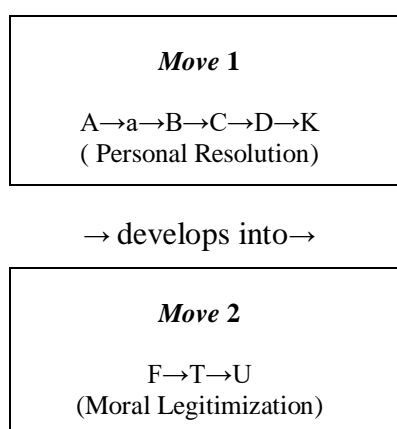 Move 1
A→a→B→C→D→K
( Personal Resolution)
→ develops into→
Move 2
F→T→U
(Moral Legitimization)